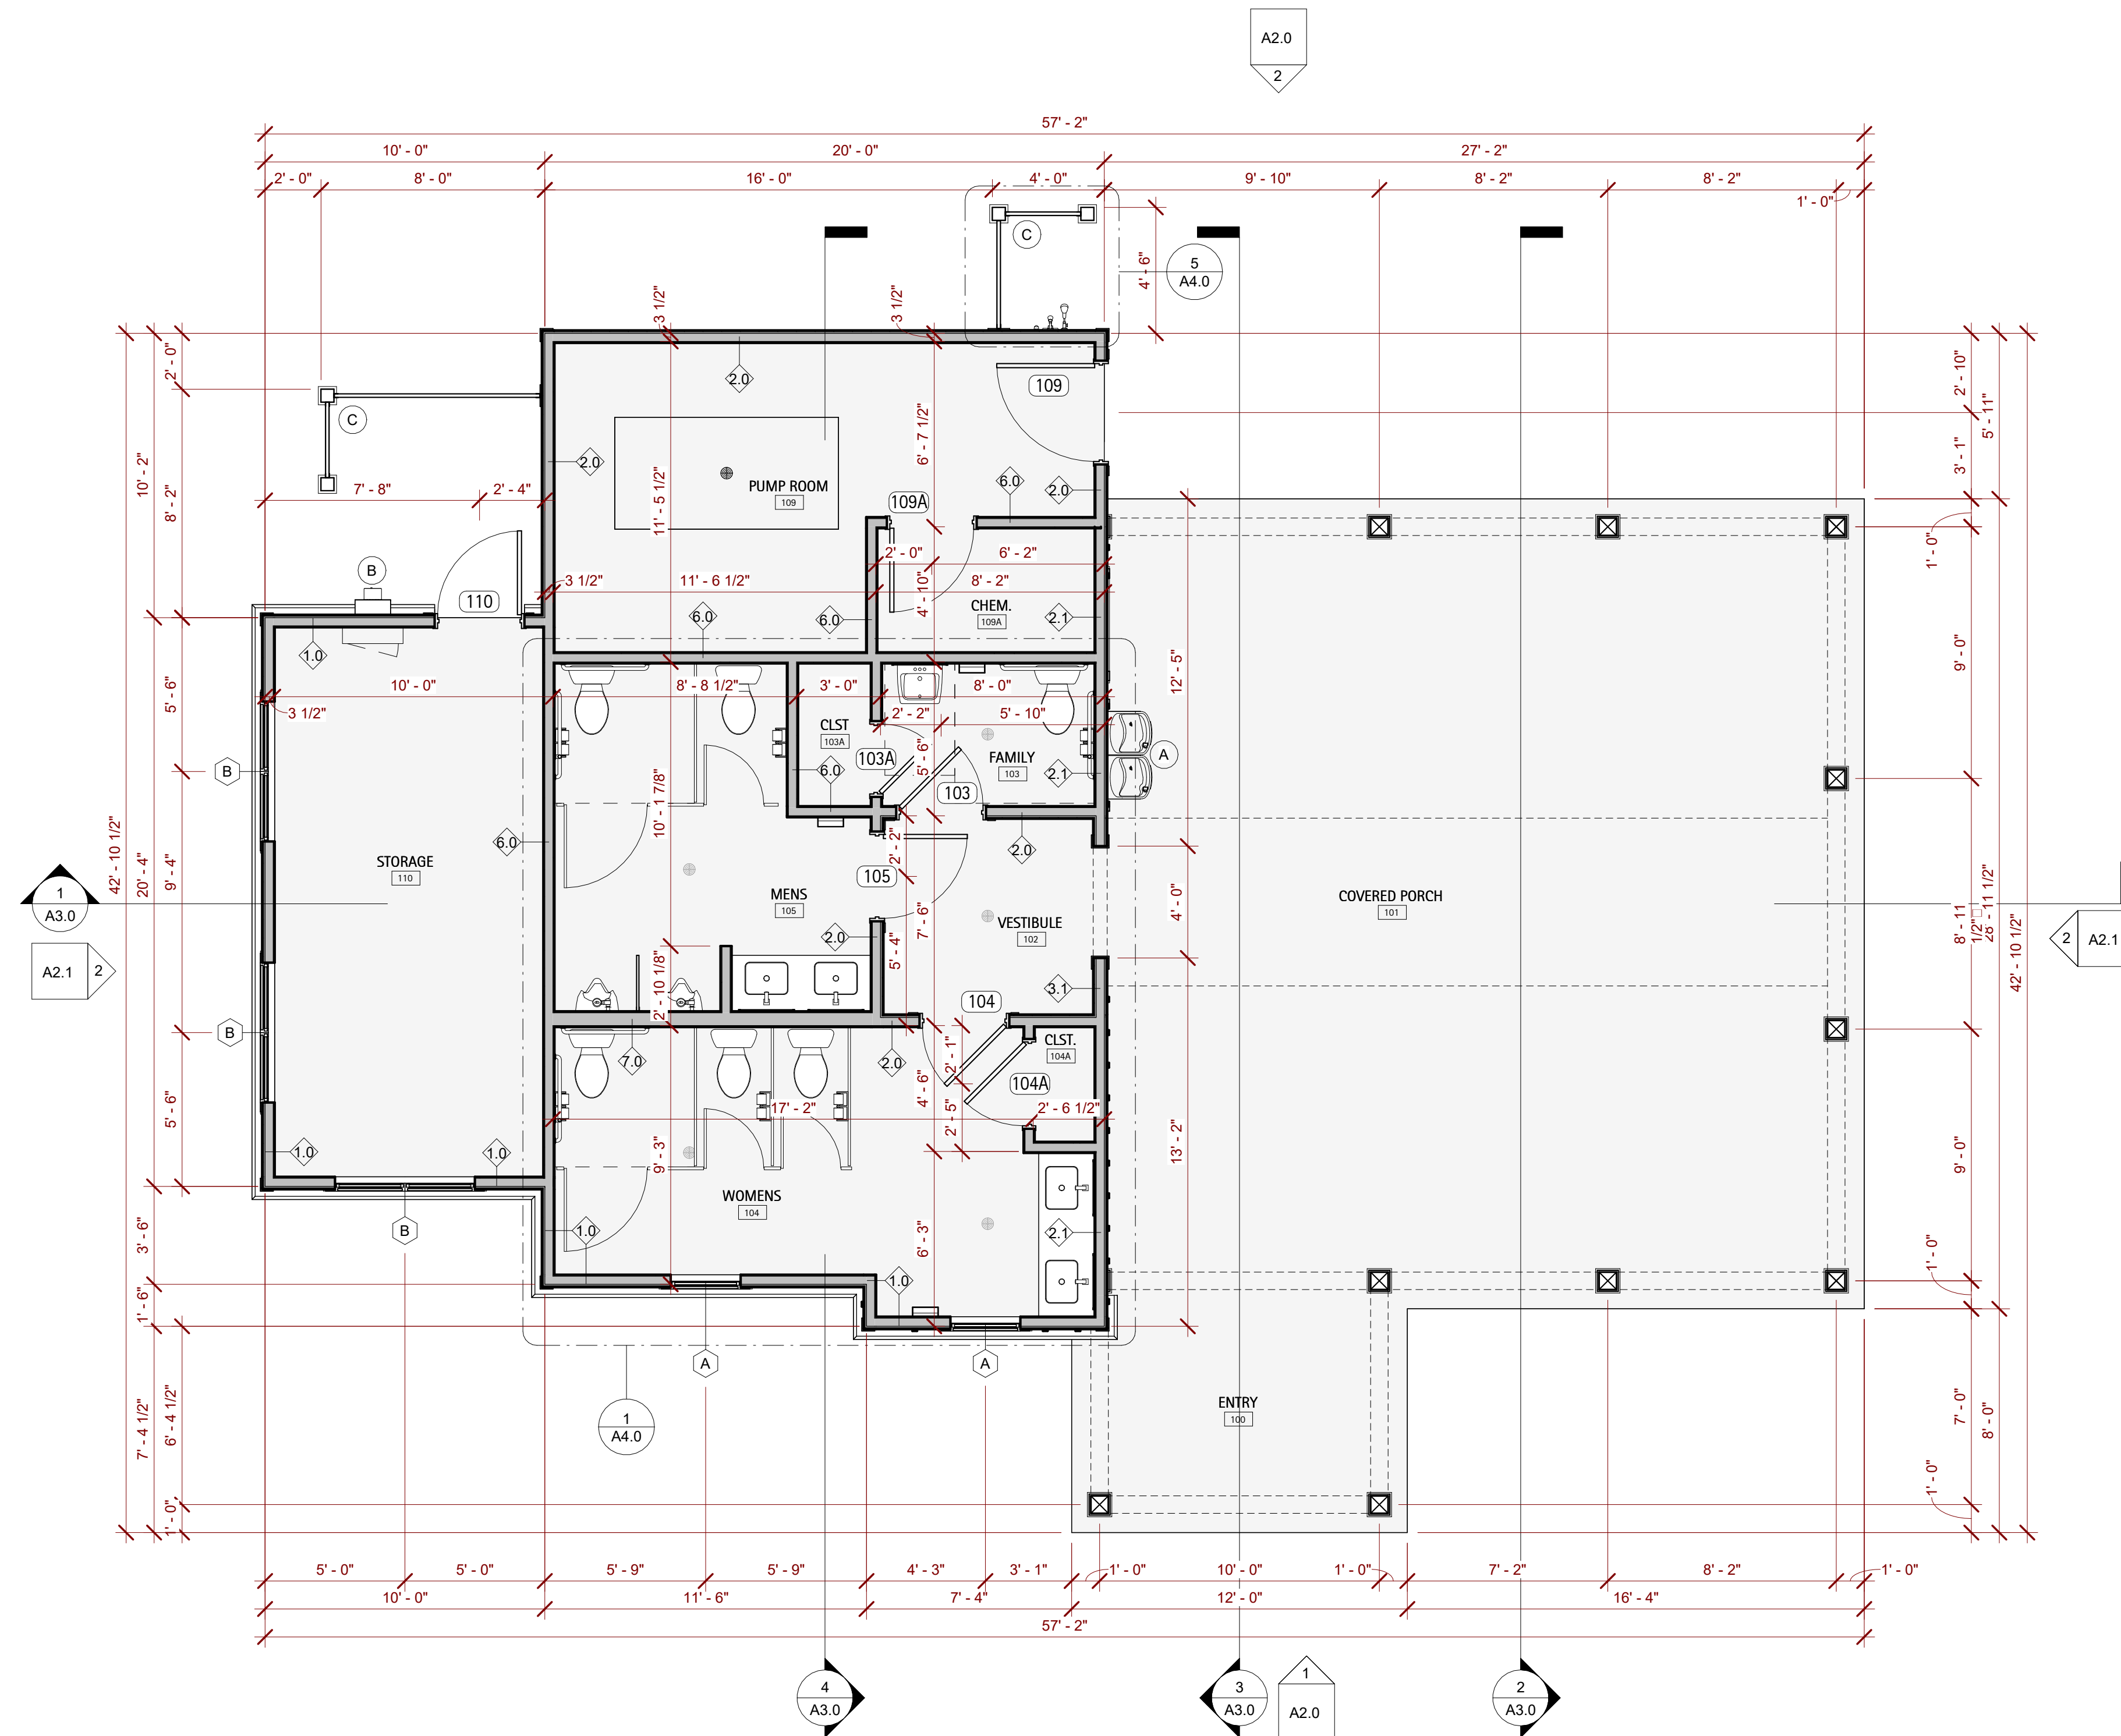 A2.0
2
57' - 2"
10' - 0"
20' - 0"
27' - 2"
2' - 0"
8' - 0"
16' - 0"
4' - 0"
9' - 10"
8' - 2"
8' - 2"
1' - 0"
C
5
A4.0
4' - 6"
3 1/2"
3 1/2"
2' - 0"
2' - 10"
5' - 11"
3' - 1"
109
2.0
C
6' - 7 1/2"
10' - 2"
8' - 2"
2.0
11' - 5 1/2"
PUMP ROOM
109
6.0
2.0
7' - 8"
2' - 4"
109A
1' - 0"
2' - 0"
6' - 2"
B
3 1/2"
11' - 6 1/2"
4' - 10"
8' - 2"
110
CHEM.
109A
6.0
6.0
2.1
1.0
12' - 5"
9' - 0"
5' - 6"
10' - 0"
8' - 8 1/2"
3' - 0"
8' - 0"
3 1/2"
2' - 2"
5' - 10"
CLST
103A
103A
5' - 6"
FAMILY
103
A
B
6.0
2.1
103
10' - 1 7/8"
42' - 10 1/2"
20' - 4"
9' - 4"
6.0
2' - 2"
2.0
STORAGE
110
105
MENS
105
COVERED PORCH
101
1
A3.0
7' - 6"
4' - 0"
VESTIBULE
102
2.0
5' - 4"
8' - 11 1/2"
28' - 11 1/2"
42' - 10 1/2"
2
A2.1
A2.1
2
2' - 10 1/8"
3.1
104
B
7.0
2.0
2' - 1"
CLST.
104A
104A
4' - 6"
2' - 5"
17' - 2"
2' - 6 1/2"
5' - 6"
9' - 3"
13' - 2"
9' - 0"
1.0
1.0
WOMENS
104
B
1.0
6' - 3"
2.1
3' - 6"
1' - 0"
1.0
1' - 6"
A
A
1
A4.0
ENTRY
100
7' - 4 1/2"
6' - 4 1/2"
7' - 0"
8' - 0"
1' - 0"
1' - 0"
5' - 0"
5' - 0"
5' - 9"
5' - 9"
4' - 3"
3' - 1"
1' - 0"
10' - 0"
1' - 0"
7' - 2"
8' - 2"
1' - 0"
10' - 0"
11' - 6"
7' - 4"
12' - 0"
16' - 4"
57' - 2"
4
A3.0
3
A3.0
1
A2.0
2
A3.0